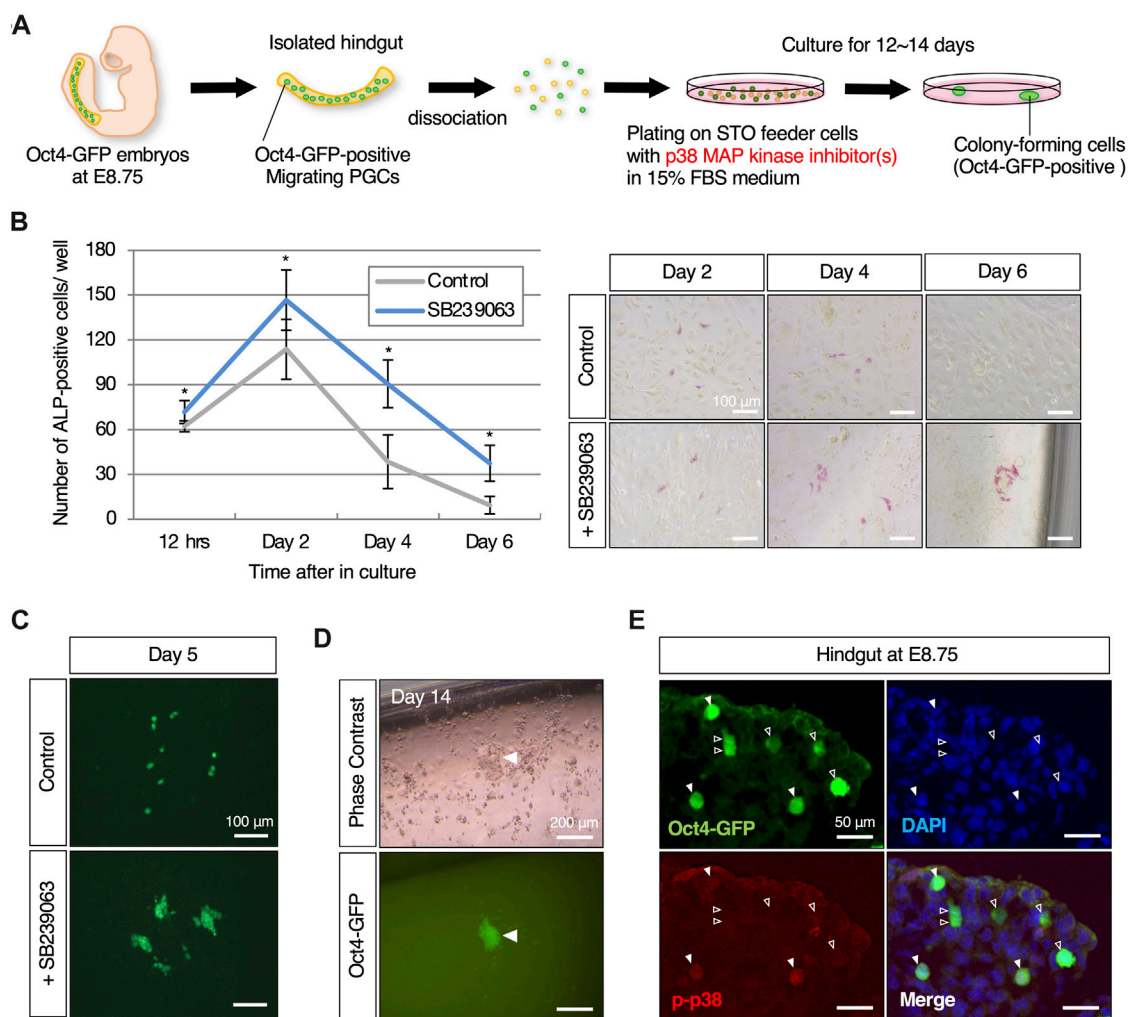 A
Oct4-GFP embryos
at E8.75
Isolated hindgut
Oct4-GFP-positive
Migrating PGCs
dissociation
Culture for 12~14 days
Plating on STO feeder cells
with p38 MAP kinase inhibitor(s)
in 15% FBS medium
Colony-forming cells
(Oct4-GFP-positive )
B
Number of ALP-positive cells/ well
180
150
120
90
60
30
0
*
*
*
*
Control
SB239063
12 hrs
Day 2
Day 4
Day 6
Time after in culture
Day 2
Day 4
Day 6
Control
100 µm
+ SB239063
C
Day 5
Control
100 µm
+ SB239063
D
Phase Contrast
Day 14
200 µm
Oct4-GFP
E
Hindgut at E8.75
Oct4-GFP
50 µm
DAPI
p-p38
Merge